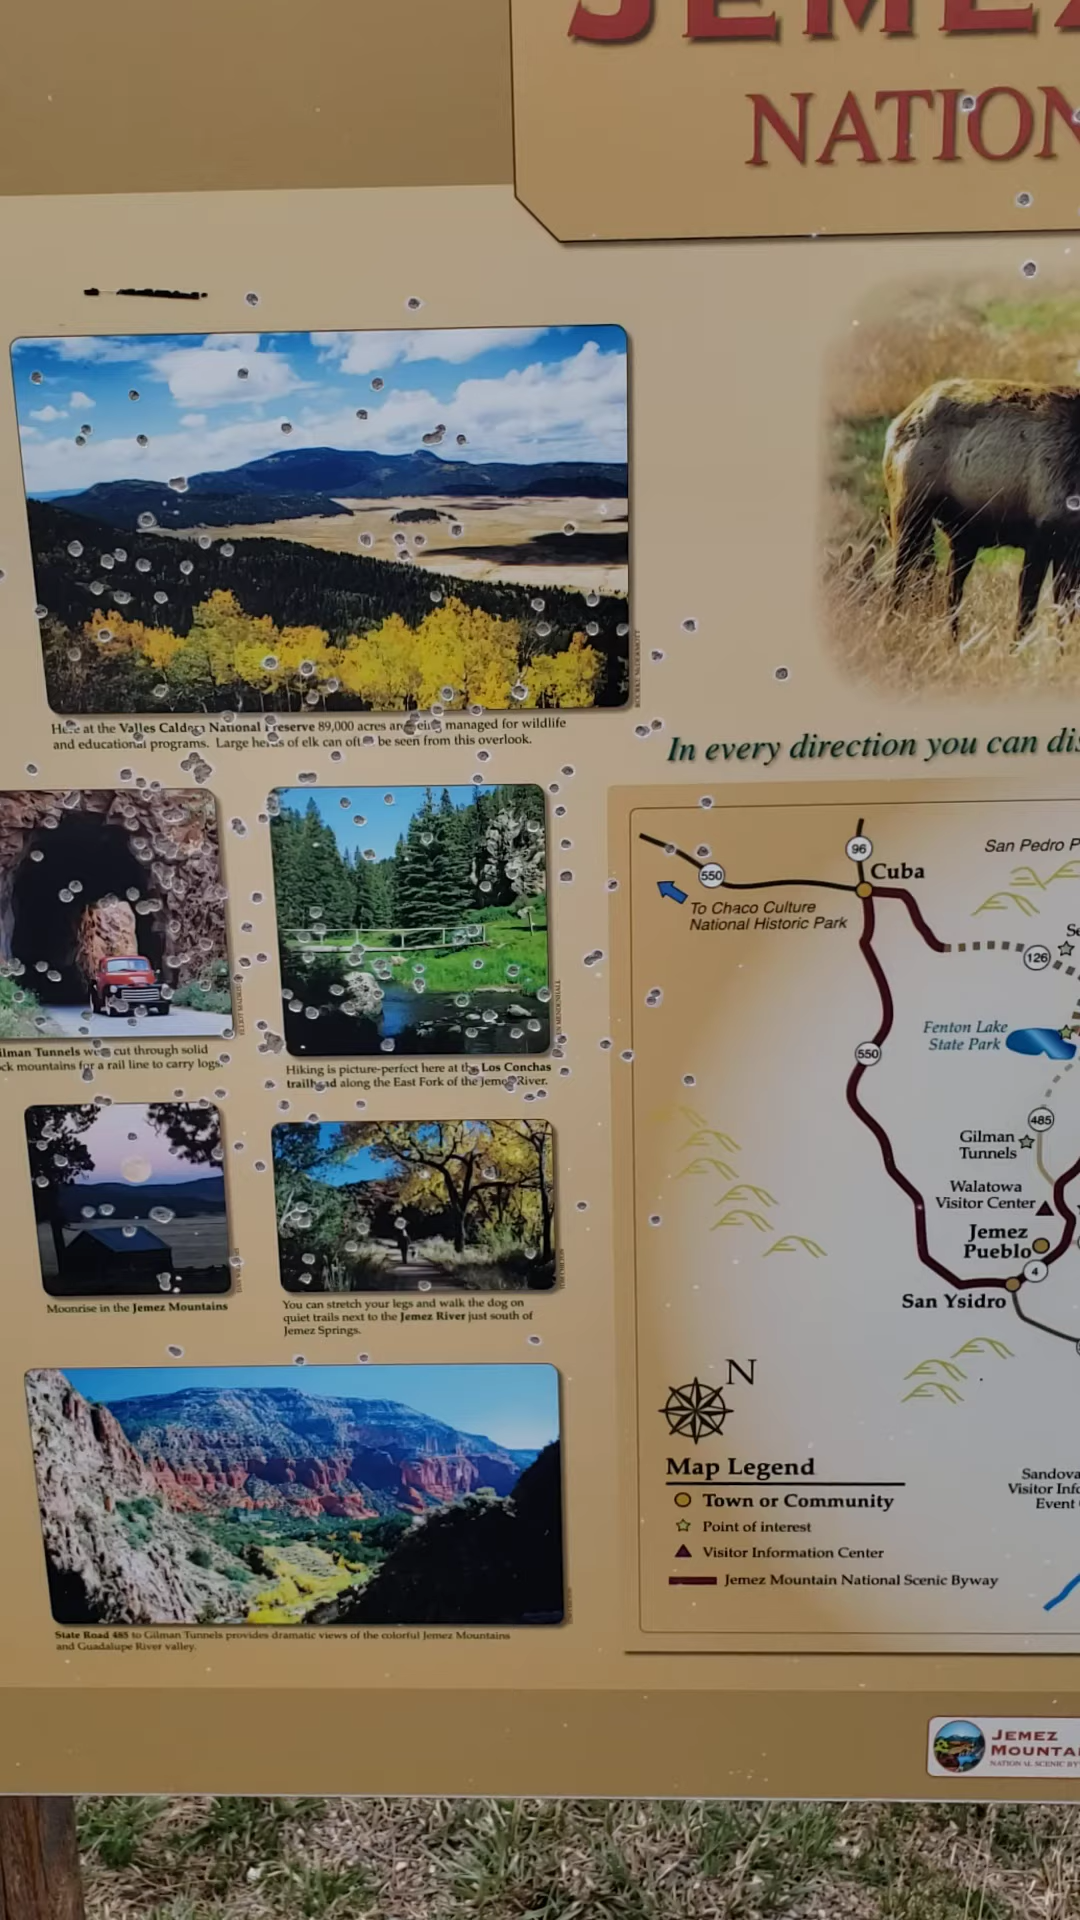 JEMEZ
NATION
Here at the Valles Caldera National Preserve 89,000 acres are being managed for wildlife
and educational programs. Large herds of elk can often be seen from this overlook.
In every direction you can dis
ilman Tunnels were cut through solid
ck mountains for a rail line to carry logs.
Hiking is picture-perfect here at the Los Conchas
trailhead along the East Fork of the Jemez River.
Moonrise in the Jemez Mountains
You can stretch your legs and walk the dog on
quiet trails next to the Jemez River just south of
Jemez Springs.
State Road 485 to Gilman Tunnels provides dramatic views of the colorful Jemez Mountains
and Guadalupe River valley.
96
San Pedro P
550
Cuba
To Chaco Culture
National Historic Park
Se
126
Fenton Lake
State Park
550
485
Gilman
Tunnels
Walatowa
Visitor Center
Jemez
Pueblo
4
San Ysidro
N
Map Legend
Town or Community
Point of interest
Visitor Information Center
Jemez Mountain National Scenic Byway
Sandova
Visitor Info
Event
JEMEZ
MOUNTA
NATIONAL SCENIC BY